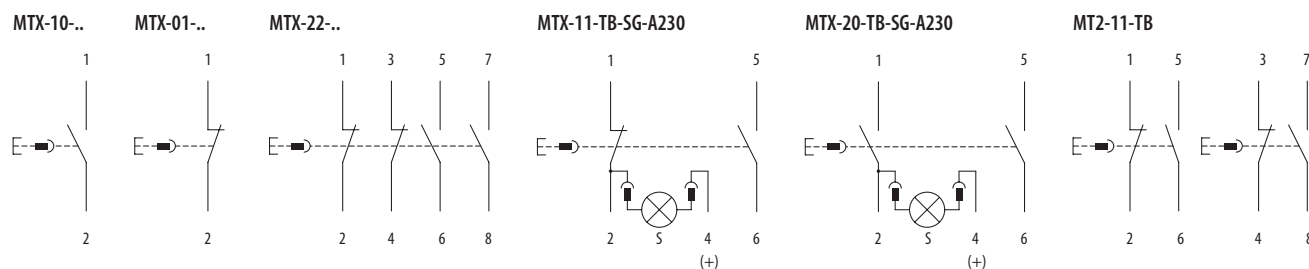 MTX-10-.. MTX-01-.. MTX-22-.. MTX-11-TB-SG-A230 MTX-20-TB-SG-A230 MT2-11-TB
1 1 1 3 5 7 1 5 1 5 1 5 3 7
2 2 2 4 6 8 2 S 4 6 2 S 4 6 2 6 4 8
(+) (+)